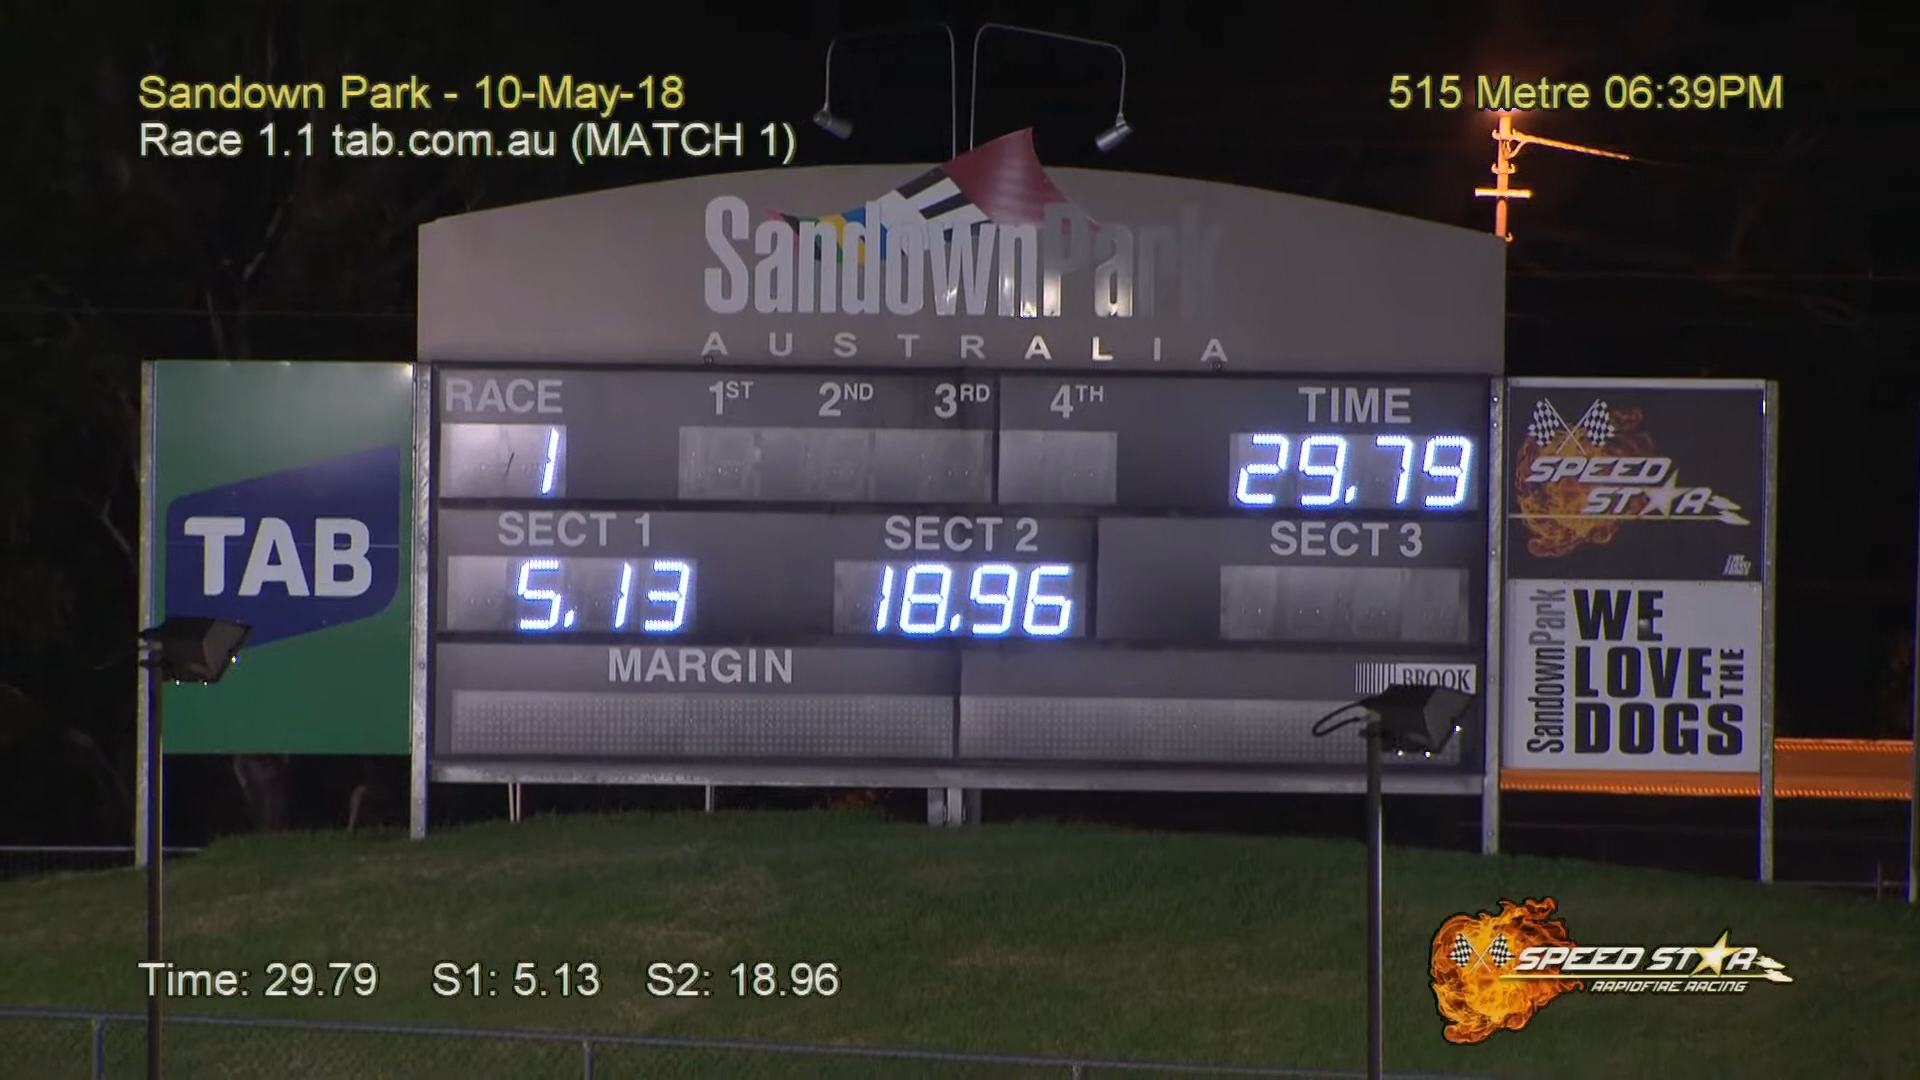 Sandown Park - 10-May-18
515 Metre 06:39PM
Race 1.1 tab.com.au (MATCH 1)
SandownPark
AUSTRALIA
RACE 1ST 2ND 3RD 4TH TIME
1 29.79
SECT 1 SECT 2 SECT 3
5.13 18.96
MARGIN
BROOK
TAB
SPEED
STAR
SandownPark
WE
LOVE THE
DOGS
Time: 29.79 S1: 5.13 S2: 18.96
SPEED STAR
RAPIDFIRE RACING